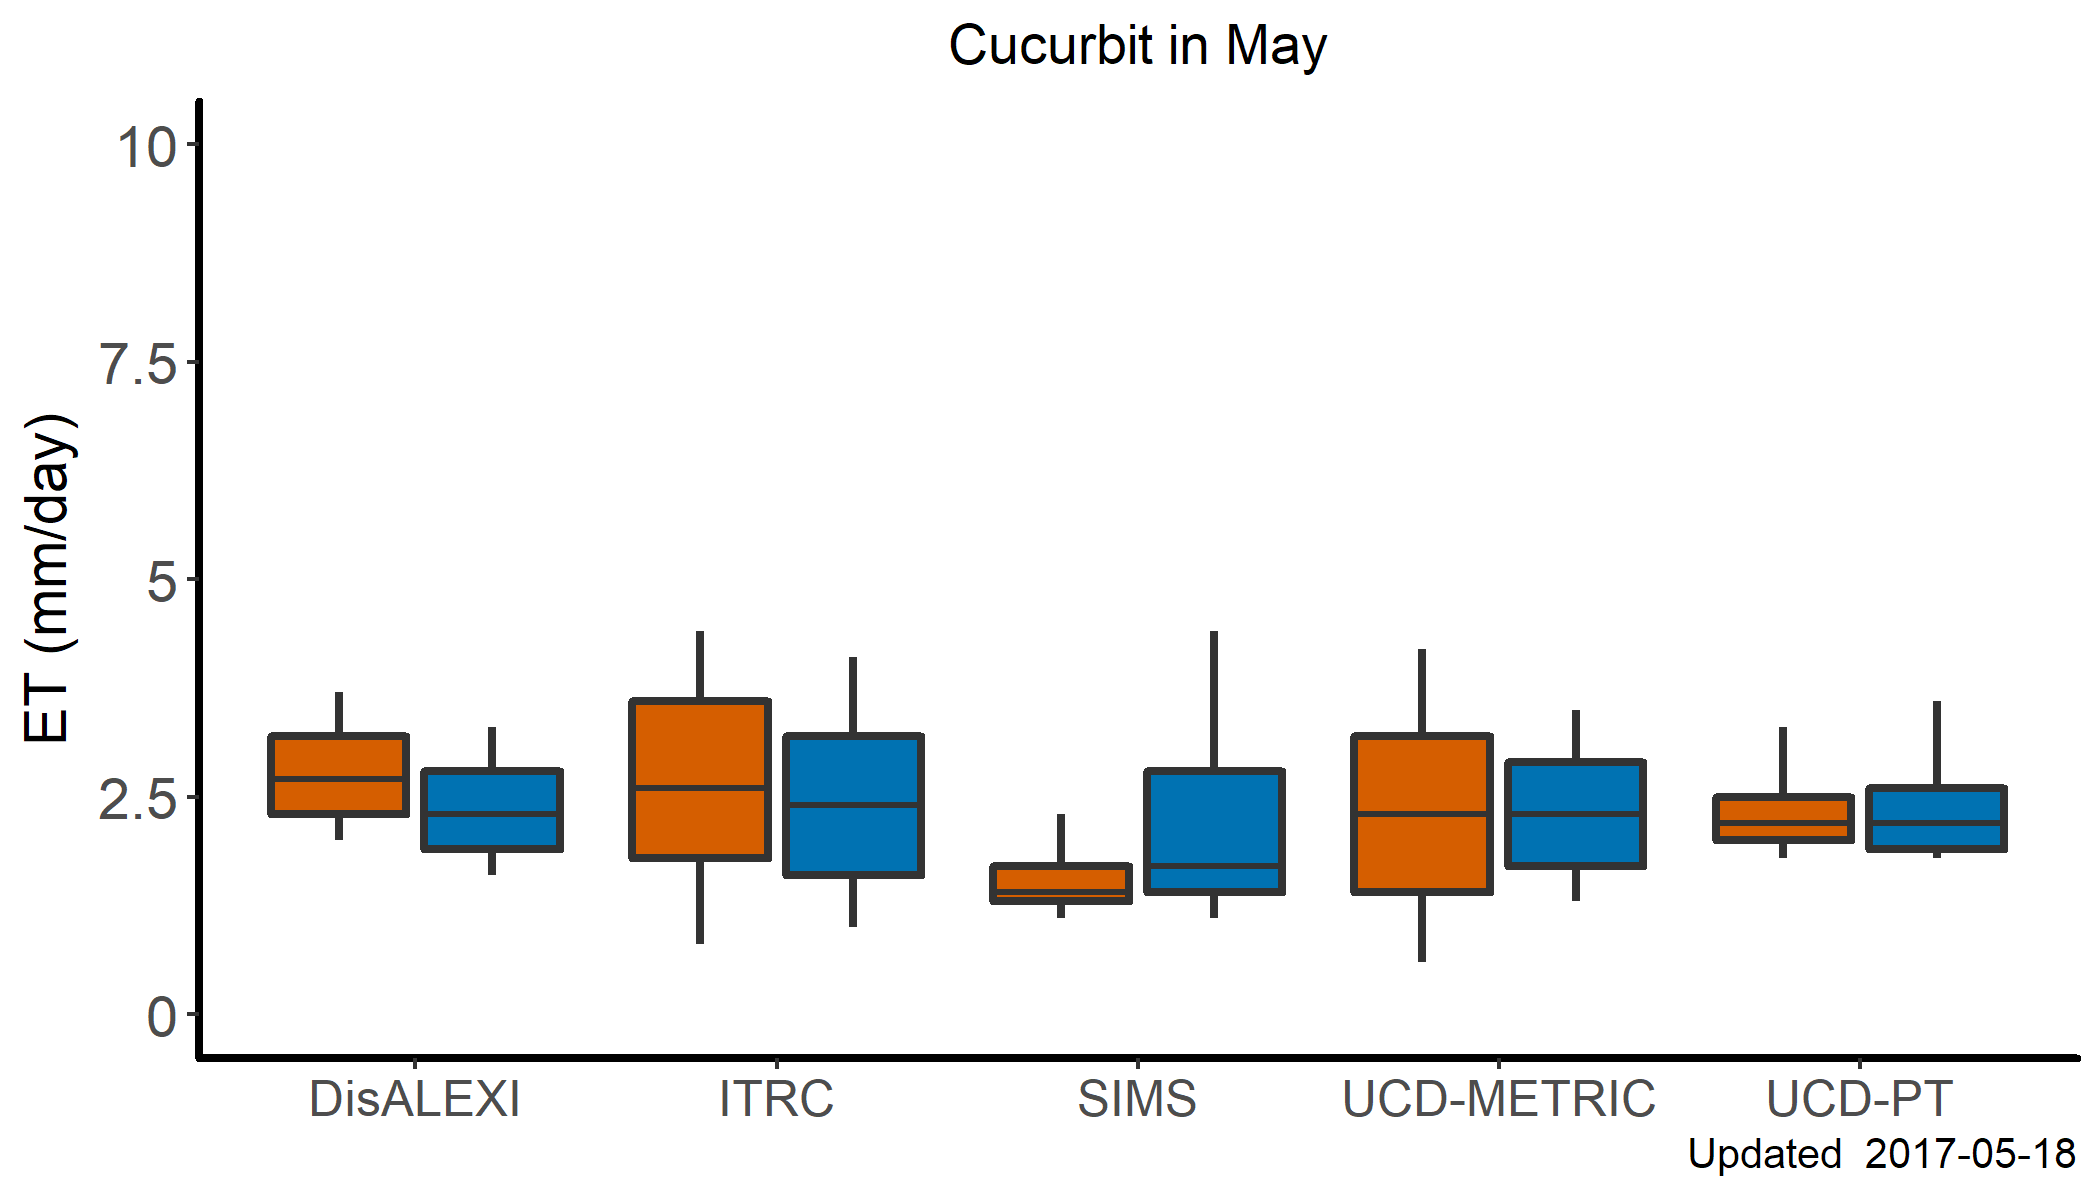 Cucurbit in May
10
7.5
5
2.5
0
ET (mm/day)
DisALEXI
ITRC
SIMS
UCD-METRIC
UCD-PT
Updated  2017-05-18